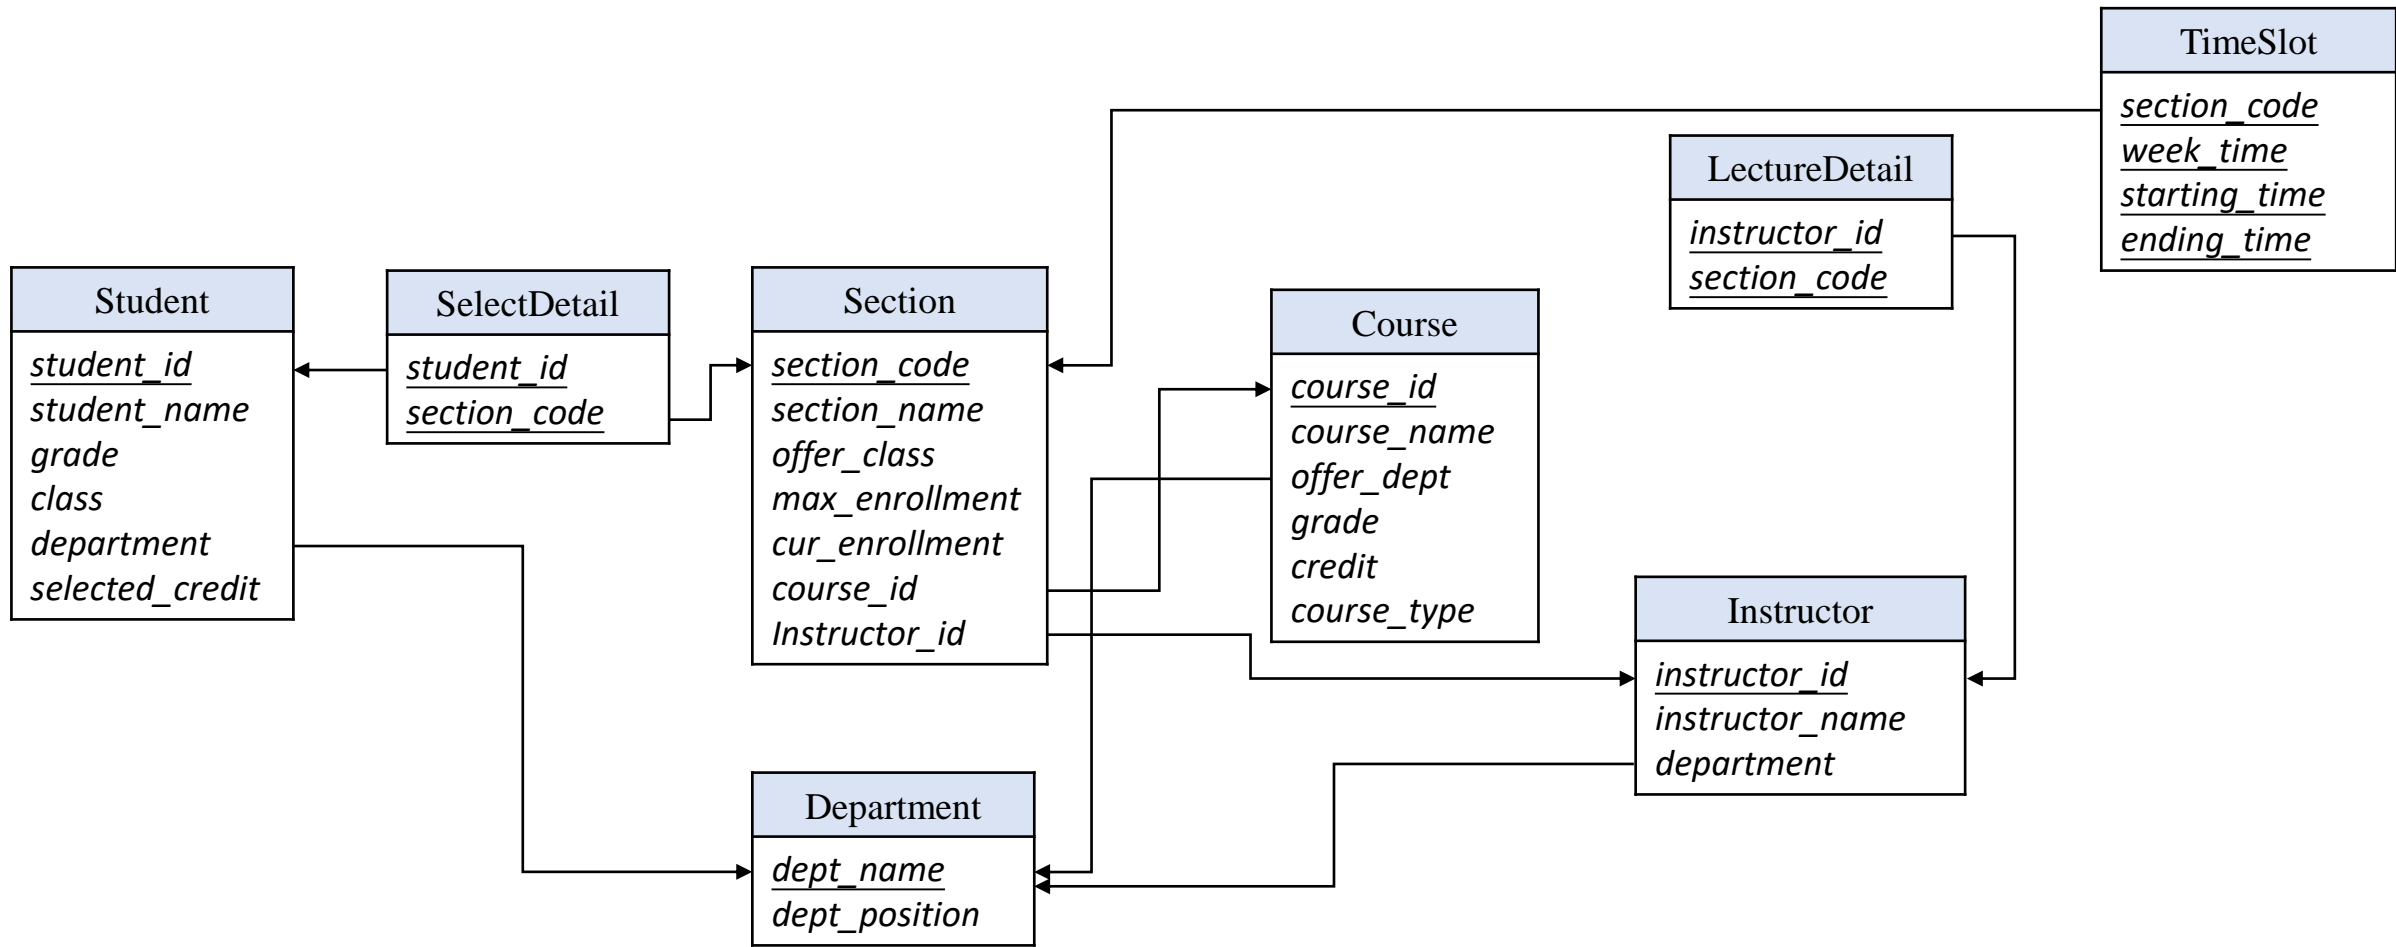 TimeSlot
section_code
week_time
starting_time
ending_time
LectureDetail
instructor_id
section_code
Student
student_id
student_name
grade
class
department
selected_credit
SelectDetail
student_id
section_code
Section
section_code
section_name
offer_class
max_enrollment
cur_enrollment
course_id
Instructor_id
Course
course_id
course_name
offer_dept
grade
credit
course_type
Instructor
instructor_id
instructor_name
department
Department
dept_name
dept_position